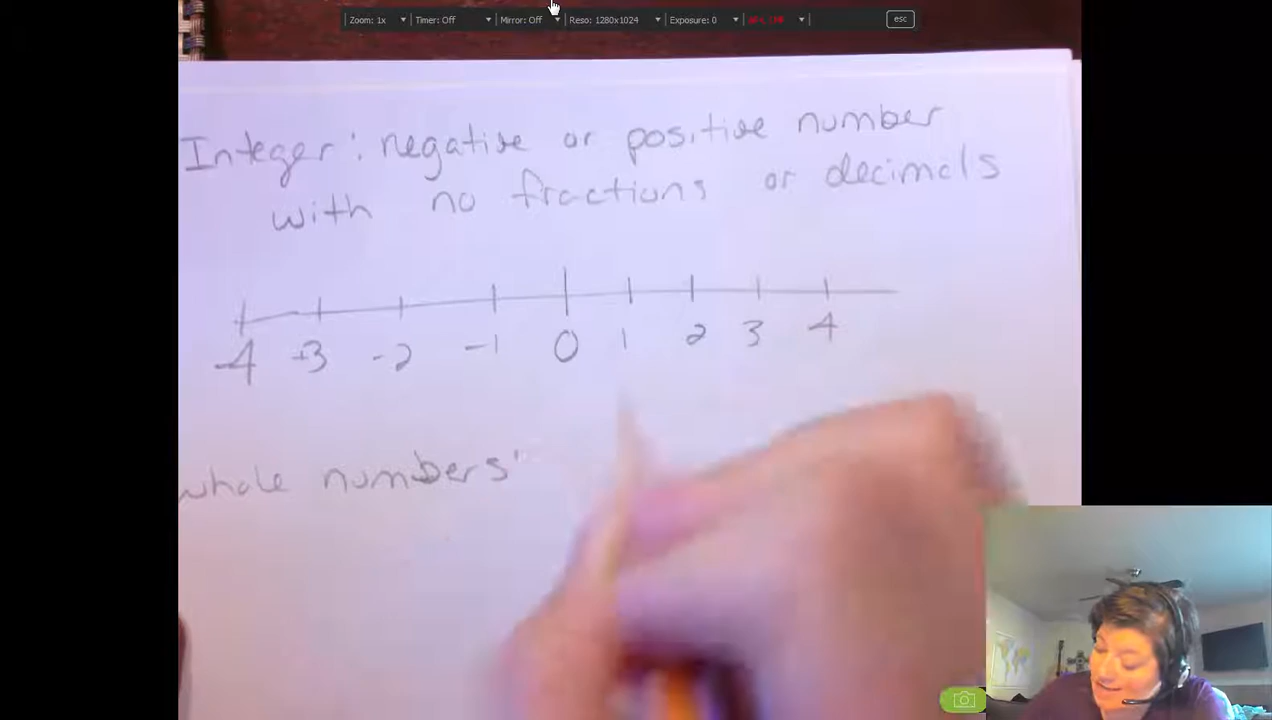 Zoom: 1x Timer: Off Mirror: Off Reso: 1280x1024 Exposure: 0 esc
Integer: negative or positive number
with no fractions or decimals
-4 -3 -2 -1 0 1 2 3 4
whole numbers: